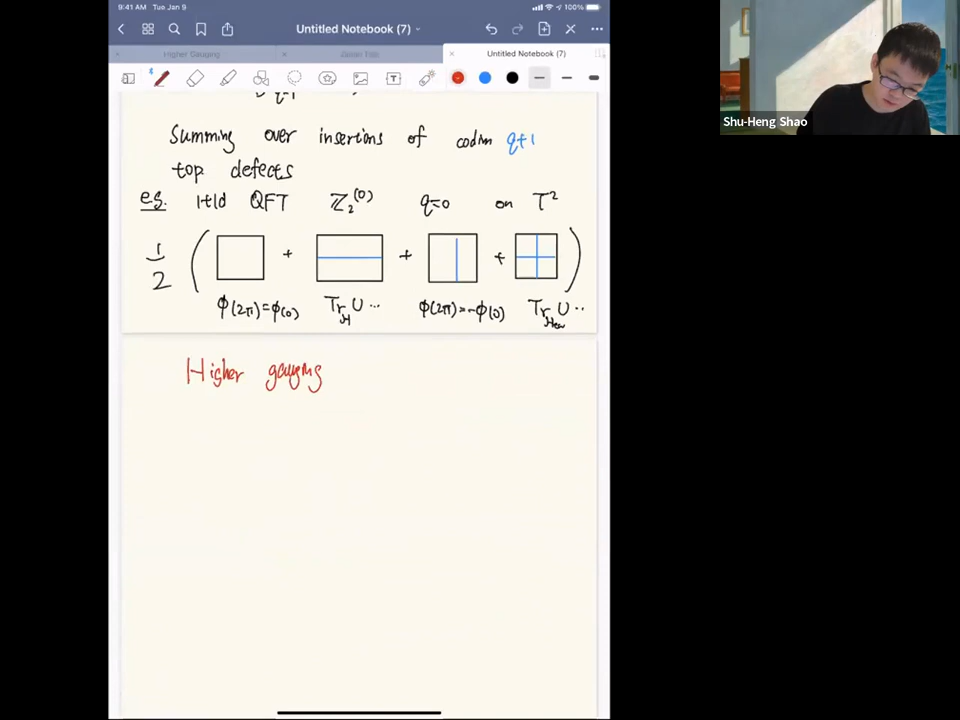 9:41 AM Tue Jan 9
100%
Untitled Notebook (7)
Higher Gauging
Untitled Notebook (7)
Shu-Heng Shao
Summing over insertions of codim q+1
top defects
e.g. 1+1d QFT ℤ₂⁽⁰⁾ q=0 on T²
1/2 ( + + + )
ϕ(2π)=ϕ(0) Tr_H U ... ϕ(2π)=-ϕ(0) Tr U ..
Higher gauging